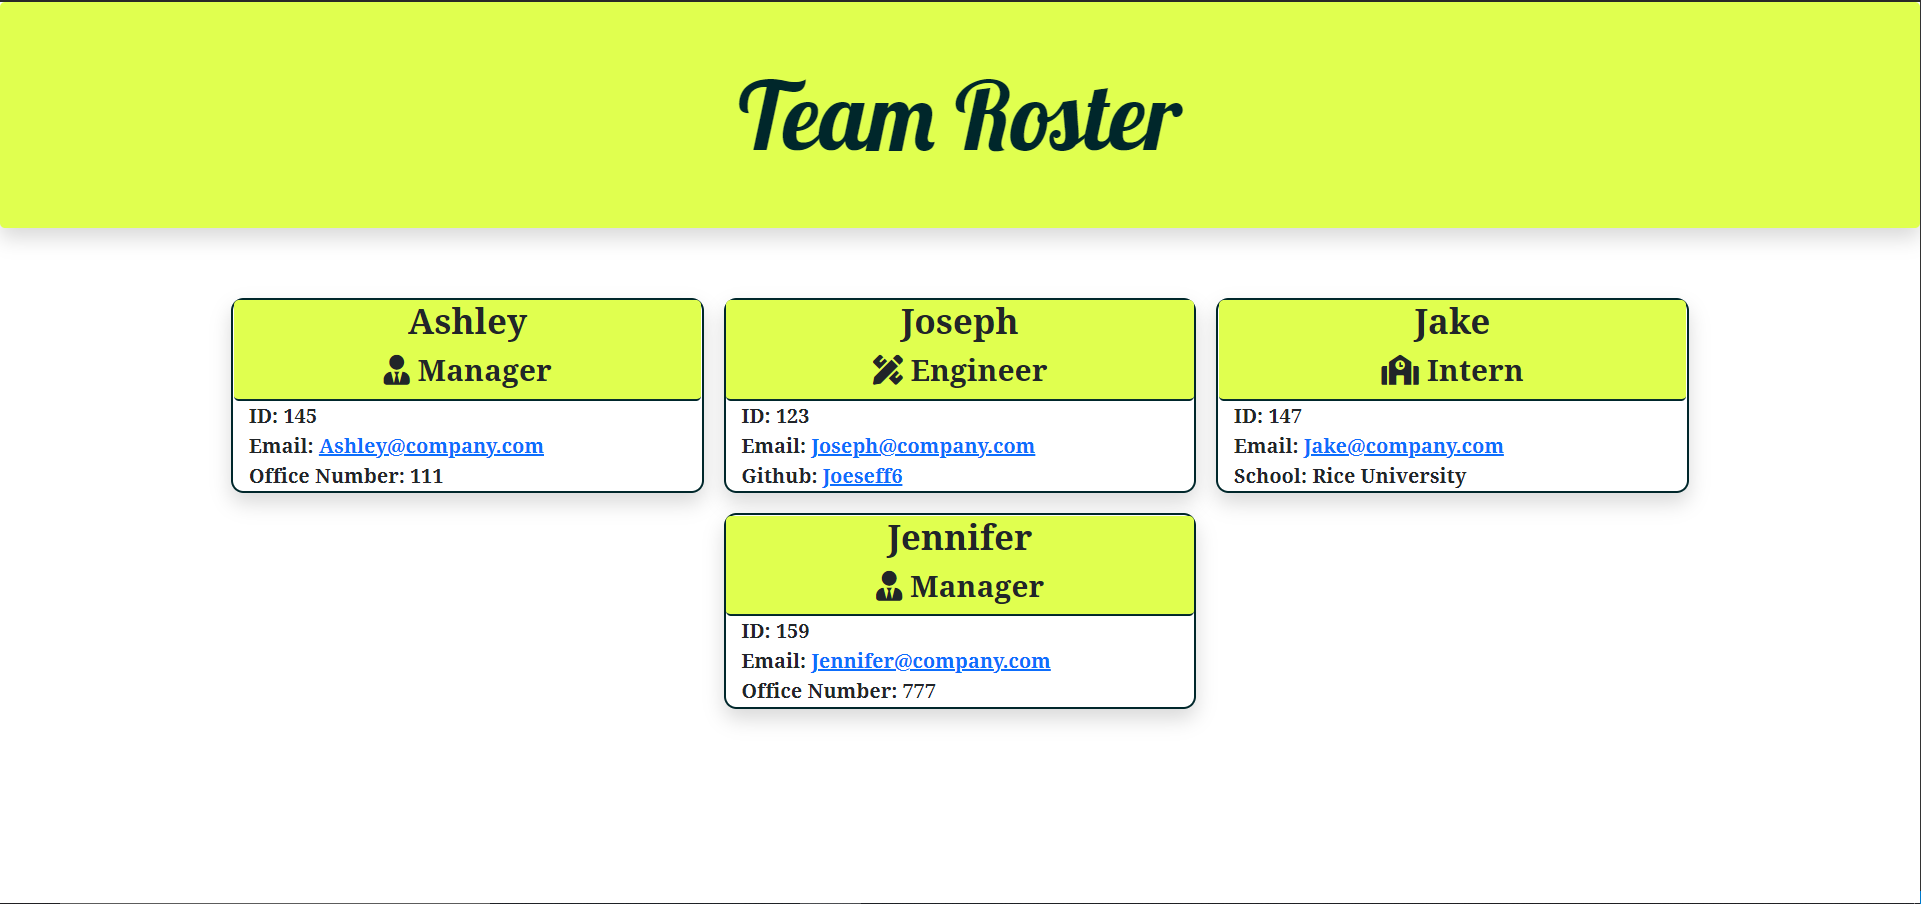 Team Roster
Ashley
Manager
ID: 145
Email: Ashley@company.com
Office Number: 111
Joseph
Engineer
ID: 123
Email: Joseph@company.com
Github: Joeseff6
Jake
Intern
ID: 147
Email: Jake@company.com
School: Rice University
Jennifer
Manager
ID: 159
Email: Jennifer@company.com
Office Number: 777